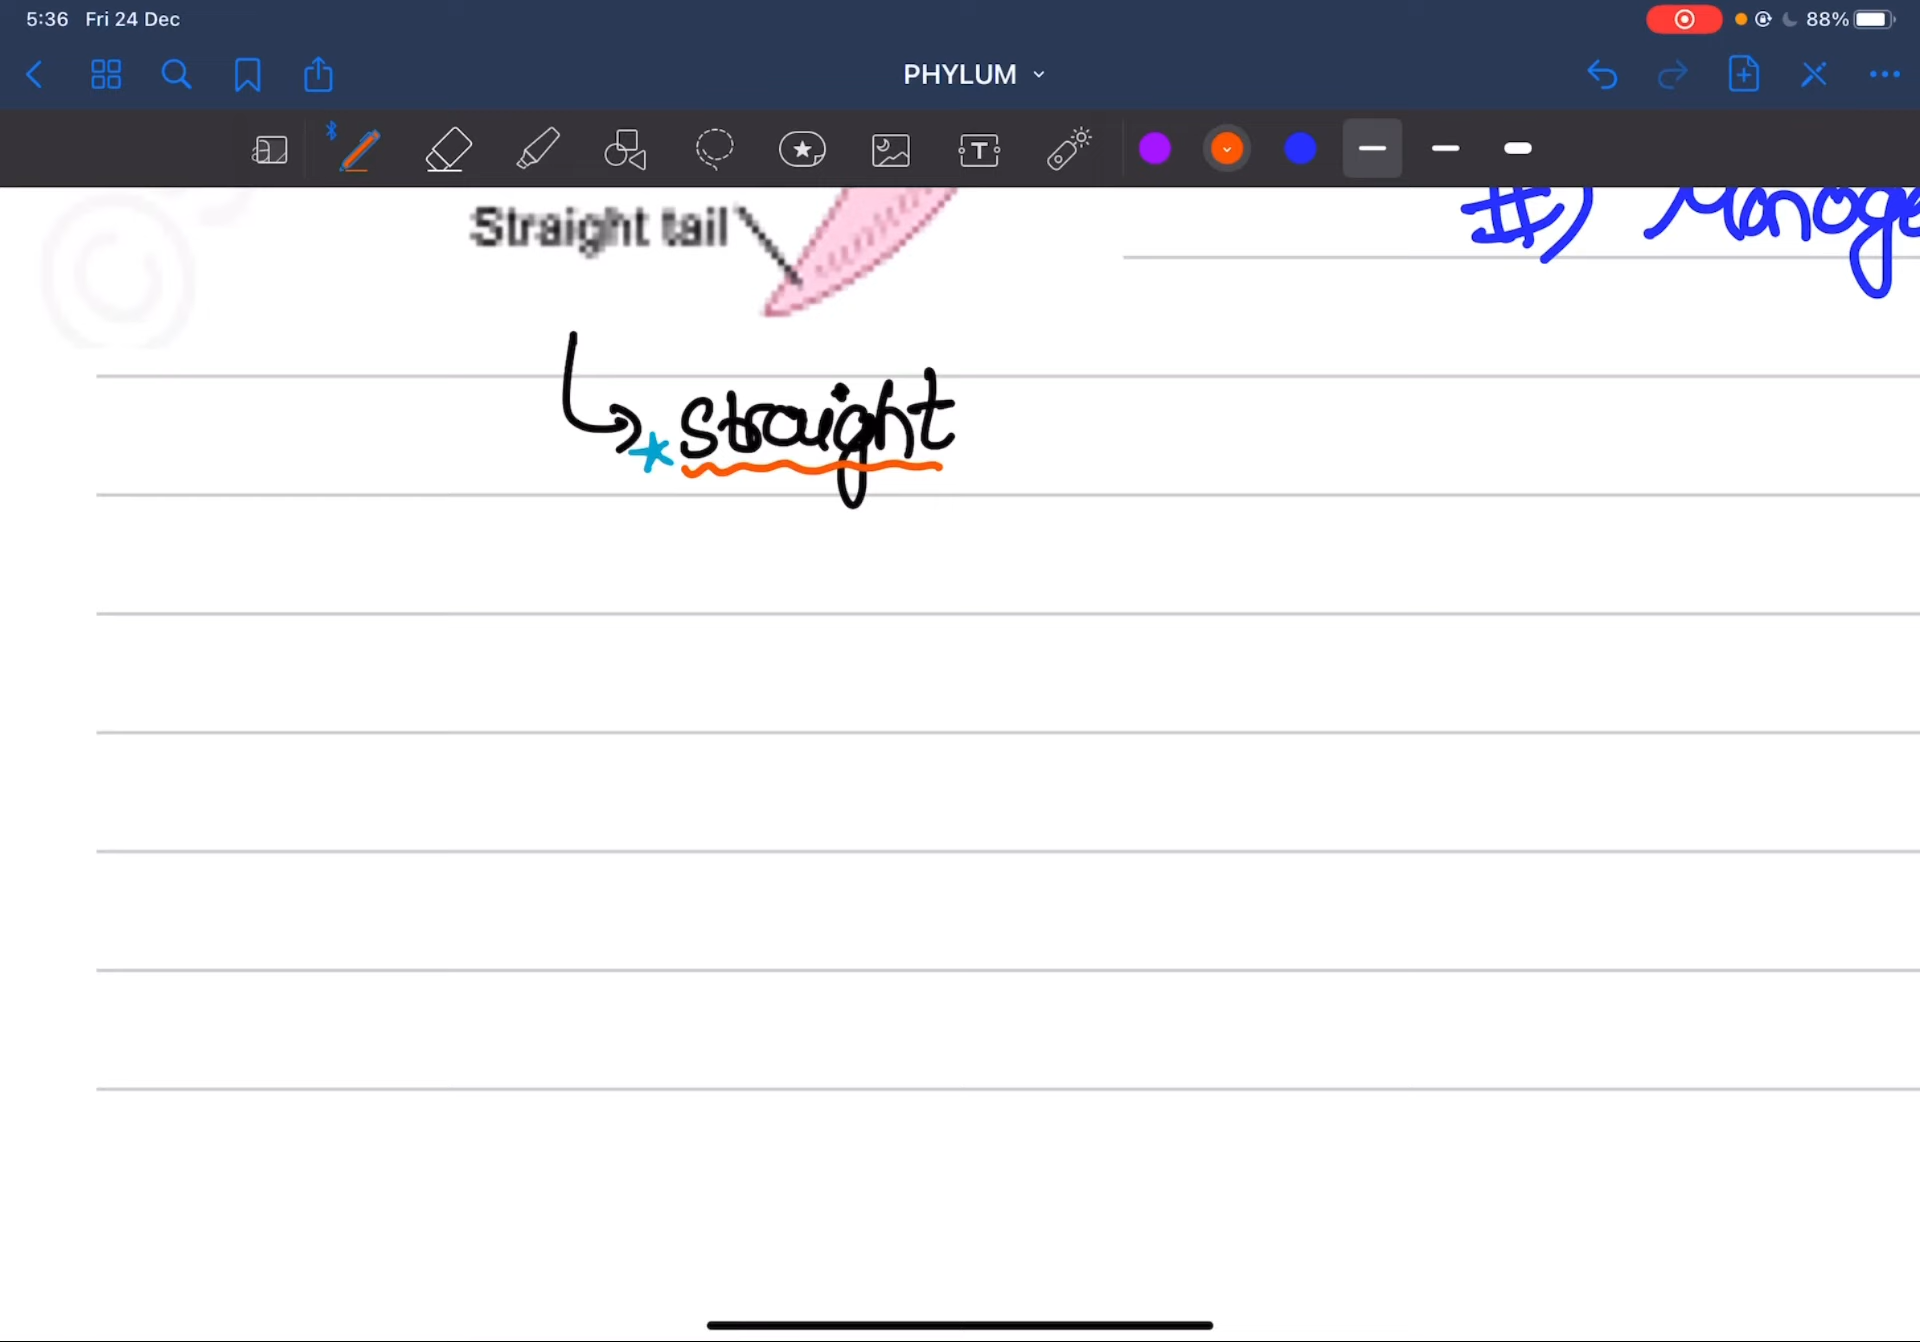 5:36 Fri 24 Dec
88%
PHYLUM
T
Straight tail
#)
* straight